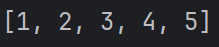 [1, 2, 3, 4, 5]